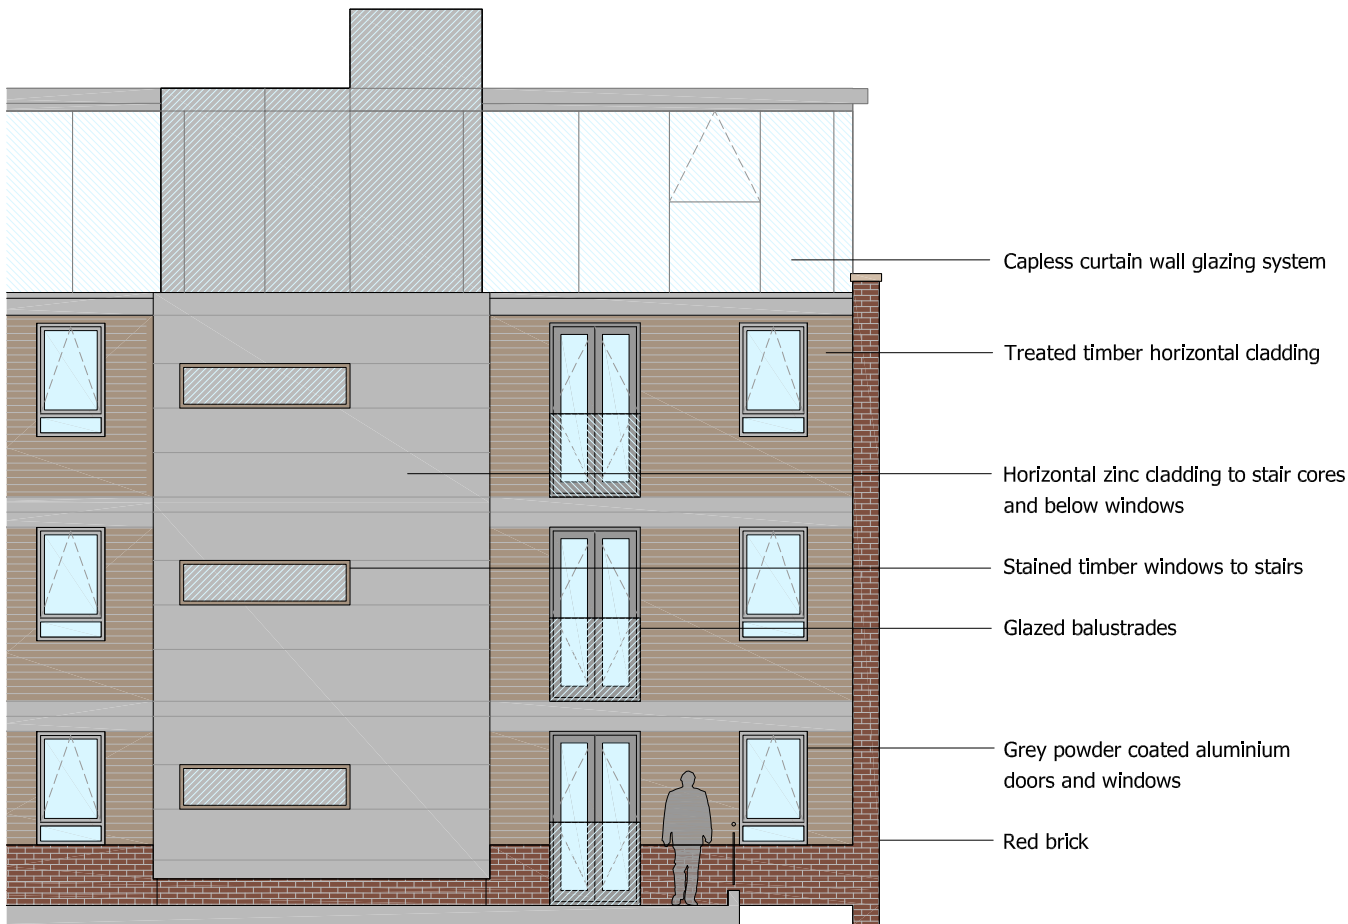 Capless curtain wall glazing system
Treated timber horizontal cladding
Horizontal zinc cladding to stair cores
and below windows
Stained timber windows to stairs
Glazed balustrades
Grey powder coated aluminium
doors and windows
Red brick